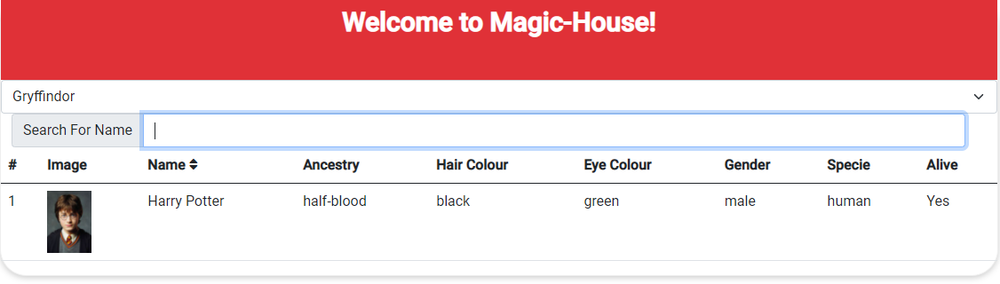 Welcome to Magic-House!
Gryffindor
Search For Name
# Image Name Ancestry Hair Colour Eye Colour Gender Specie Alive
1 Harry Potter half-blood black green male human Yes